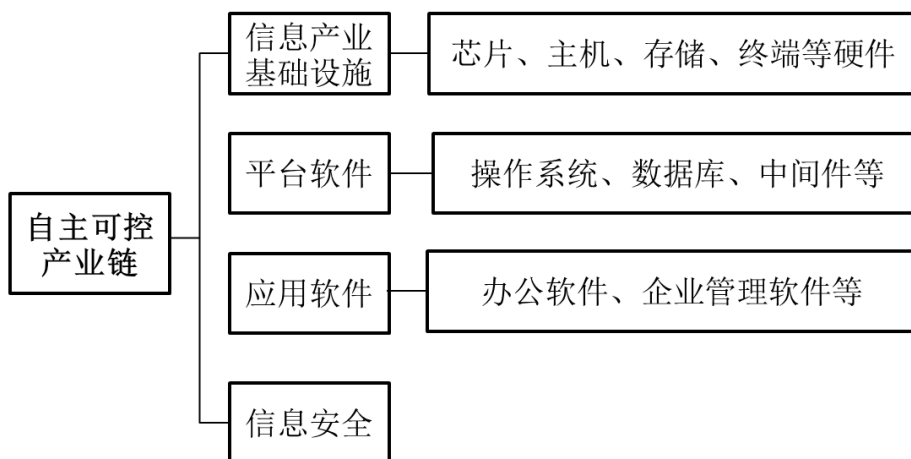 自主可控
产业链
信息产业
基础设施
芯片、主机、存储、终端等硬件
平台软件
操作系统、数据库、中间件等
应用软件
办公软件、企业管理软件等
信息安全